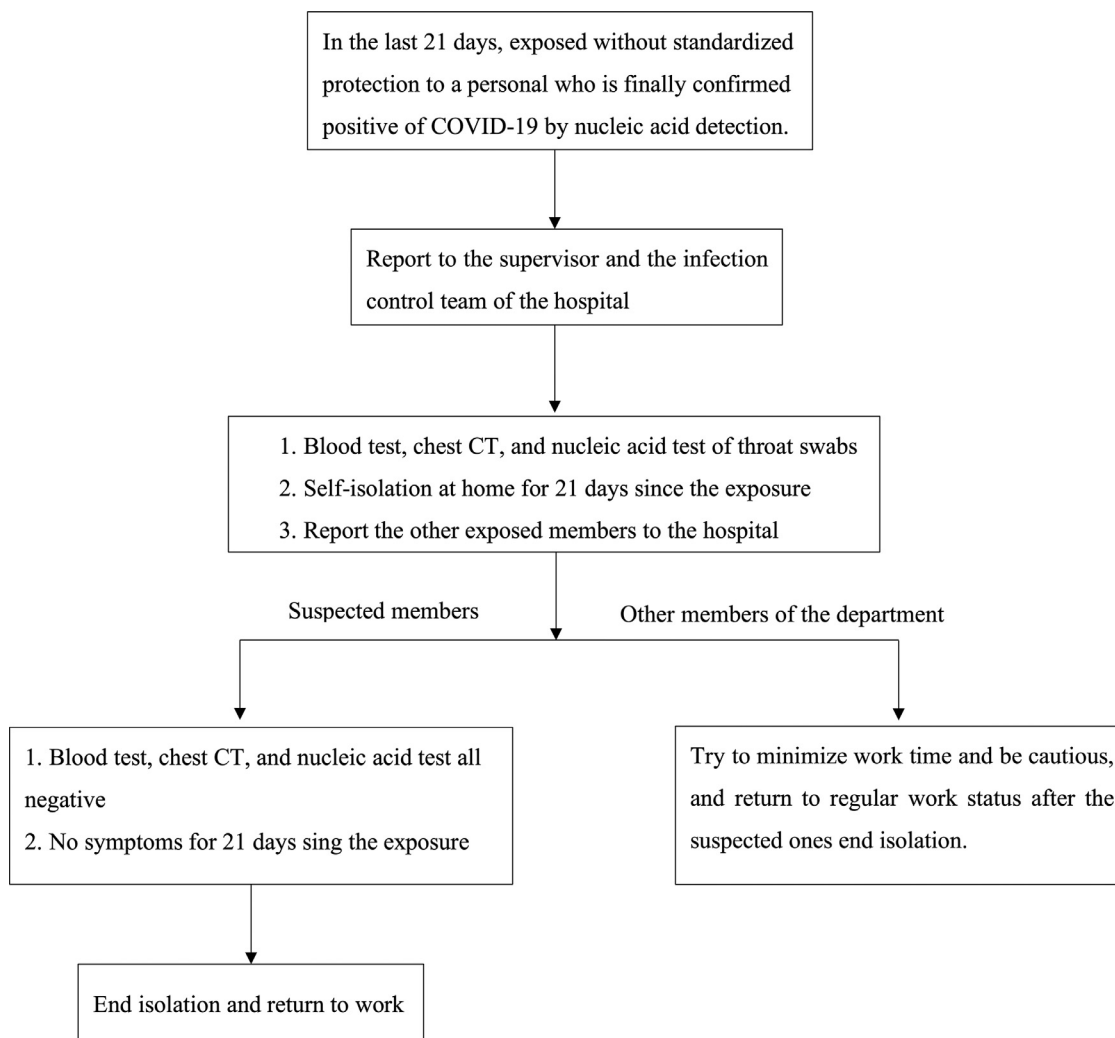 In the last 21 days, exposed without standardized
protection to a personal who is finally confirmed
positive of COVID-19 by nucleic acid detection.
Report to the supervisor and the infection
control team of the hospital
1. Blood test, chest CT, and nucleic acid test of throat swabs
2. Self-isolation at home for 21 days since the exposure
3. Report the other exposed members to the hospital
Suspected members
Other members of the department
1. Blood test, chest CT, and nucleic acid test all
negative
2. No symptoms for 21 days sing the exposure
Try to minimize work time and be cautious,
and return to regular work status after the
suspected ones end isolation.
End isolation and return to work